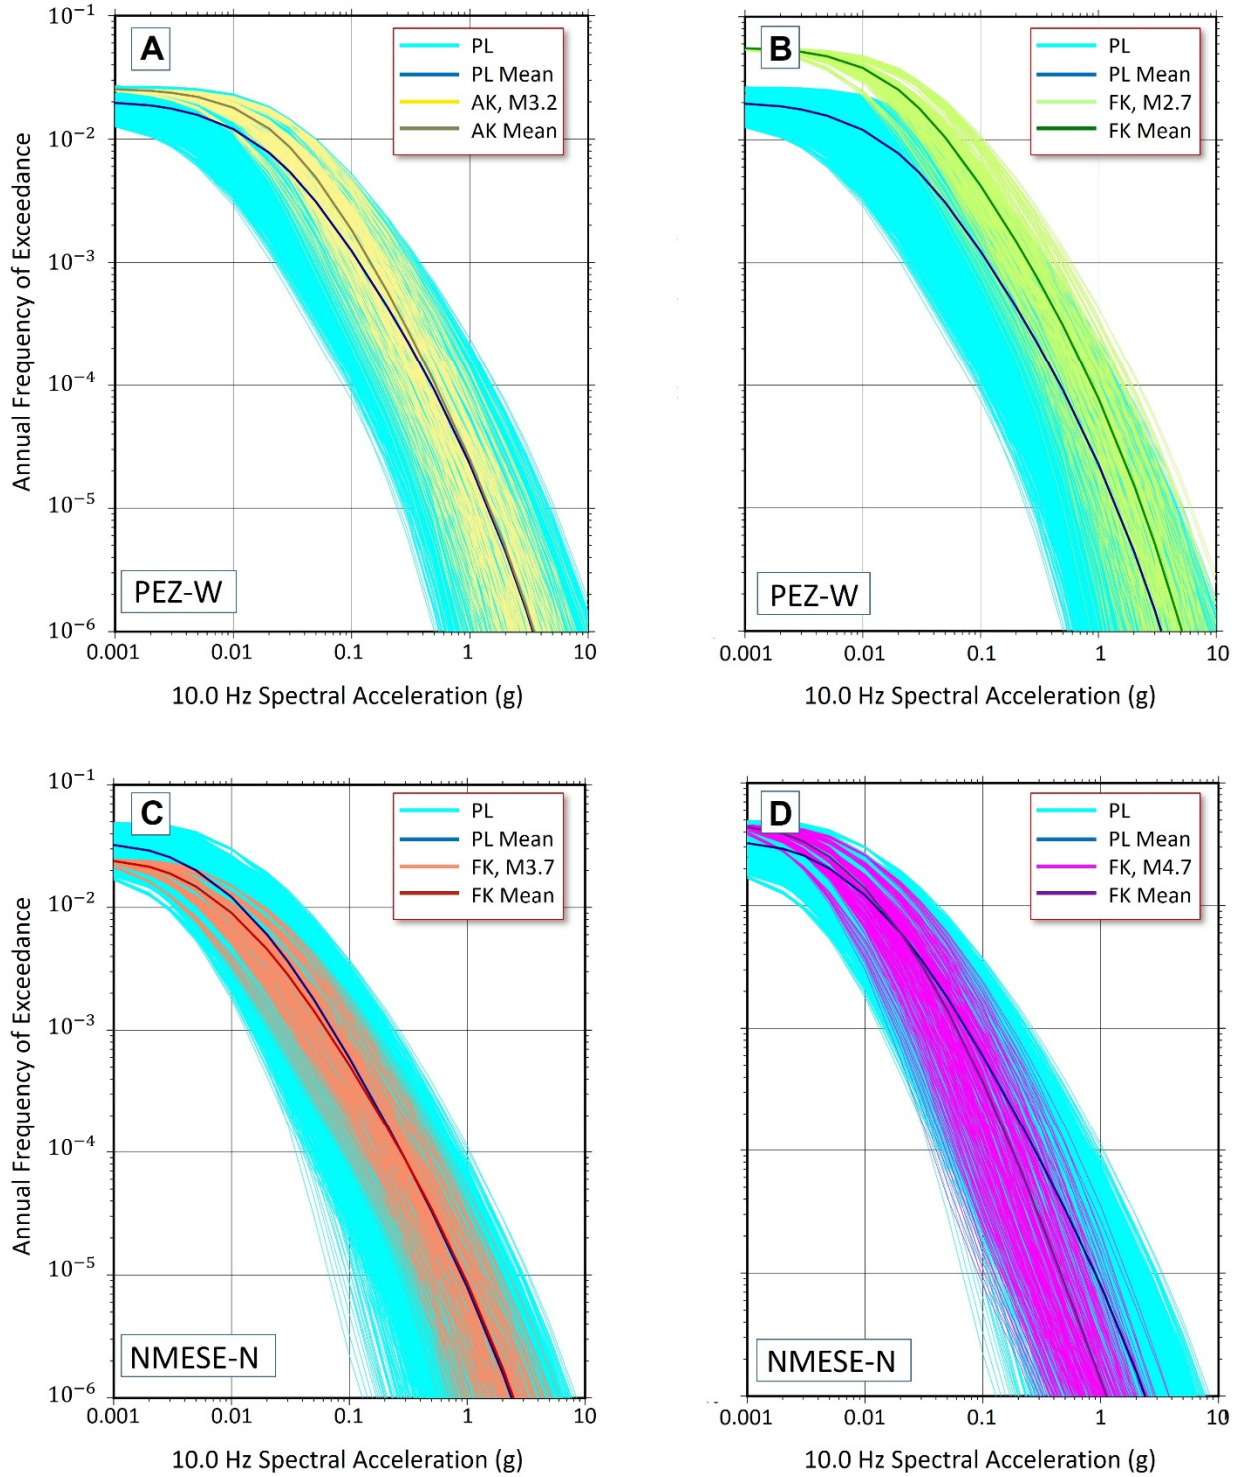 A
PL
PL Mean
AK, M3.2
AK Mean
10⁻¹
10⁻²
10⁻³
10⁻⁴
10⁻⁵
10⁻⁶
Annual Frequency of Exceedance
PEZ-W
0.001 0.01 0.1 1 10
10.0 Hz Spectral Acceleration (g)
B
PL
PL Mean
FK, M2.7
FK Mean
PEZ-W
0.001 0.01 0.1 1 10
10.0 Hz Spectral Acceleration (g)
C
PL
PL Mean
FK, M3.7
FK Mean
10⁻¹
10⁻²
10⁻³
10⁻⁴
10⁻⁵
10⁻⁶
Annual Frequency of Exceedance
NMESE-N
0.001 0.01 0.1 1 10
10.0 Hz Spectral Acceleration (g)
D
PL
PL Mean
FK, M4.7
FK Mean
NMESE-N
0.001 0.01 0.1 1 10
10.0 Hz Spectral Acceleration (g)